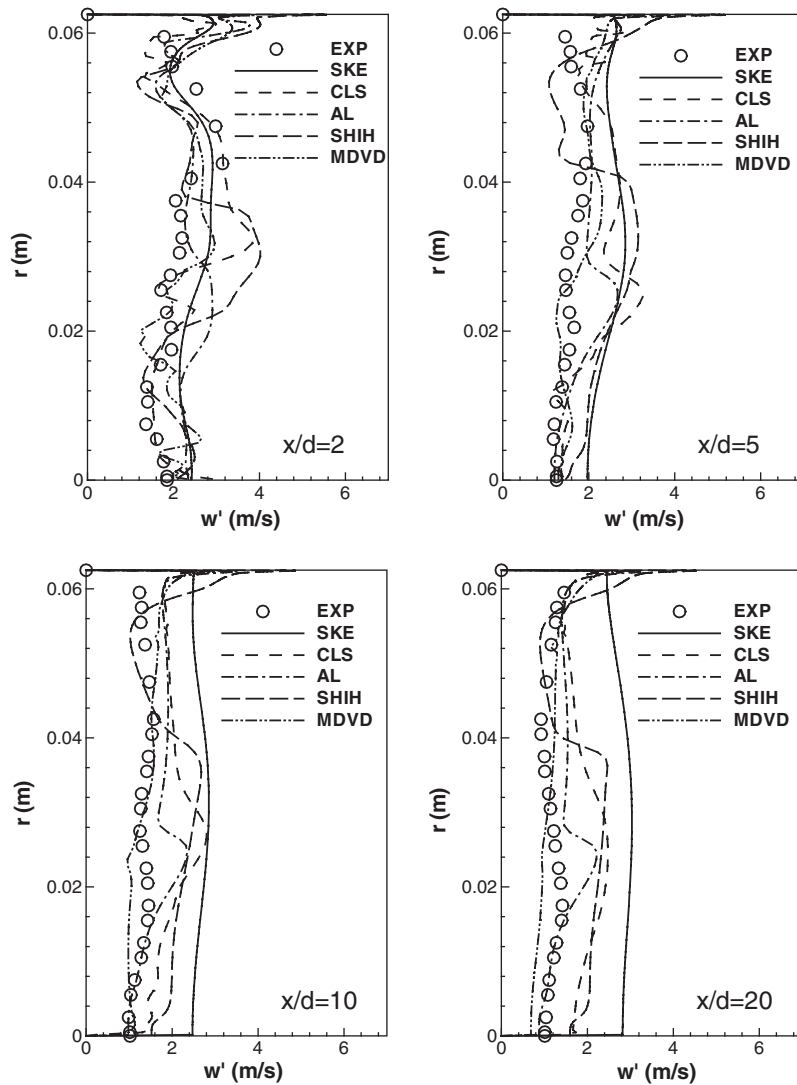 0.06
0.04
0.02
0
r (m)
EXP
SKE
CLS
AL
SHIH
MDVD
x/d=2
0 2 4 6
w' (m/s)
0.06
0.04
0.02
0
r (m)
EXP
SKE
CLS
AL
SHIH
MDVD
x/d=5
0 2 4 6
w' (m/s)
0.06
0.04
0.02
0
r (m)
EXP
SKE
CLS
AL
SHIH
MDVD
x/d=10
0 2 4 6
w' (m/s)
0.06
0.04
0.02
0
r (m)
EXP
SKE
CLS
AL
SHIH
MDVD
x/d=20
0 2 4 6
w' (m/s)